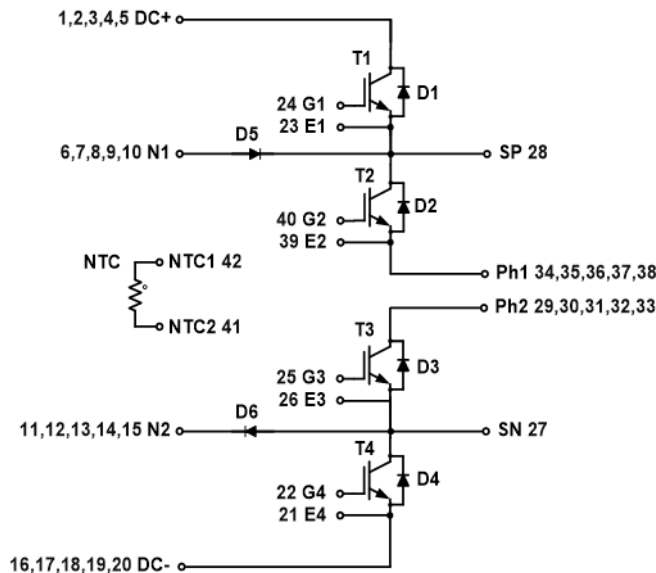 1,2,3,4,5 DC+
T1
D1
24 G1
23 E1
D5
6,7,8,9,10 N1
SP 28
T2
D2
40 G2
39 E2
NTC
NTC1 42
Ph1 34,35,36,37,38
Ph2 29,30,31,32,33
NTC2 41
T3
D3
25 G3
26 E3
D6
11,12,13,14,15 N2
SN 27
T4
D4
22 G4
21 E4
16,17,18,19,20 DC-